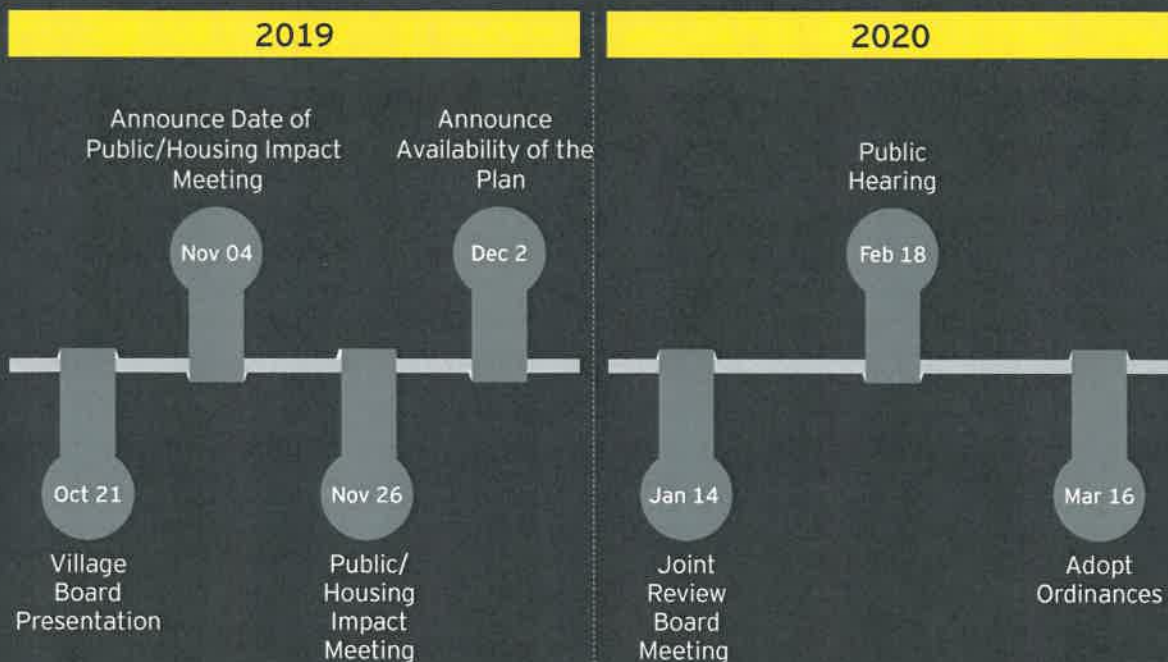 2019
2020
Announce Date of
Public/Housing Impact
Meeting
Announce
Availability of the
Plan
Public
Hearing
Nov 04
Dec 2
Feb 18
Oct 21
Nov 26
Jan 14
Mar 16
Village
Board
Presentation
Public/
Housing
Impact
Meeting
Joint
Review
Board
Meeting
Adopt
Ordinances